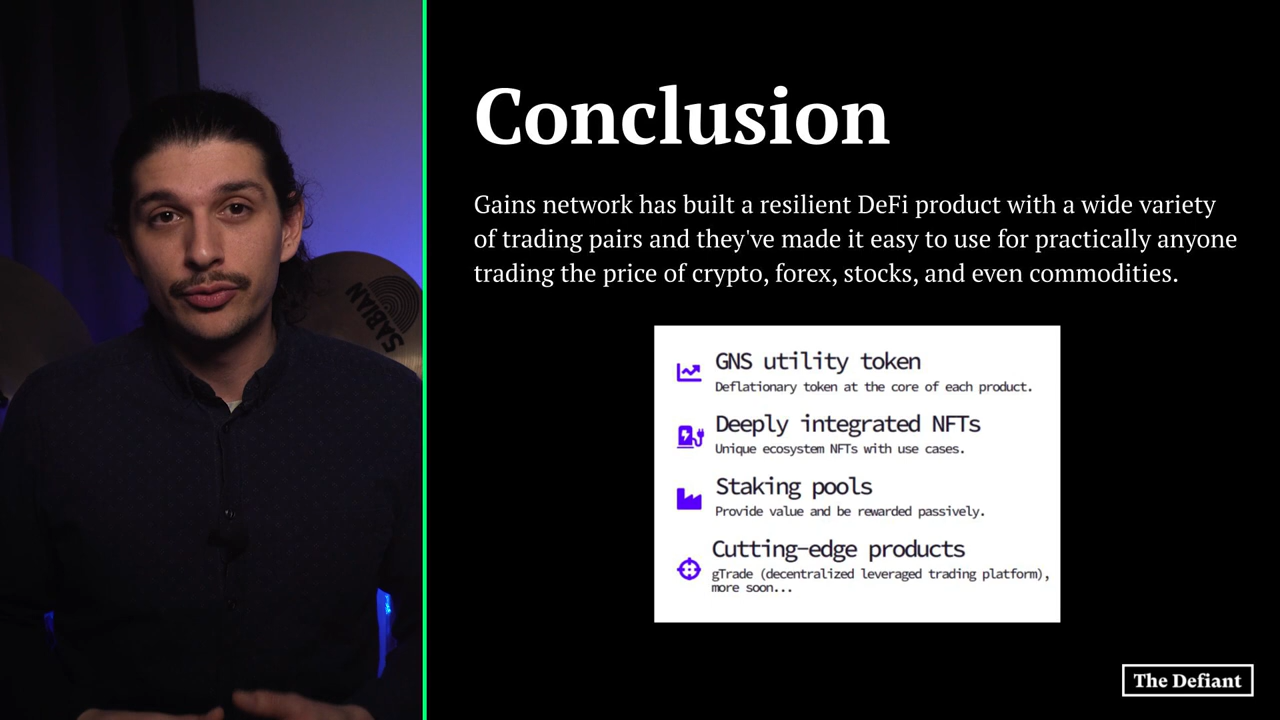 Conclusion
Gains network has built a resilient DeFi product with a wide variety
of trading pairs and they've made it easy to use for practically anyone
trading the price of crypto, forex, stocks, and even commodities.
SABIAN
GNS utility token
Deflationary token at the core of each product.
Deeply integrated NFTs
Unique ecosystem NFTs with use cases.
Staking pools
Provide value and be rewarded passively.
Cutting-edge products
gTrade (decentralized leveraged trading platform),
more soon...
The Defiant